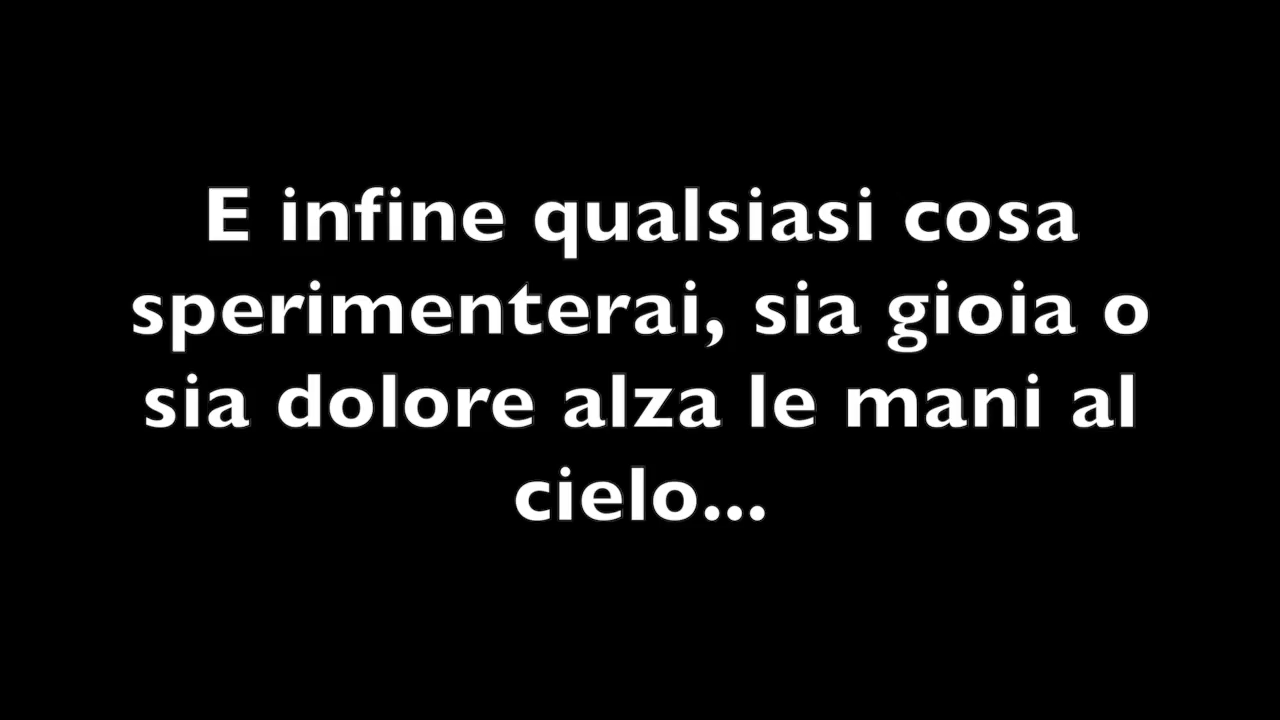 E infine qualsiasi cosa
sperimenterai, sia gioia o
sia dolore alza le mani al
cielo...